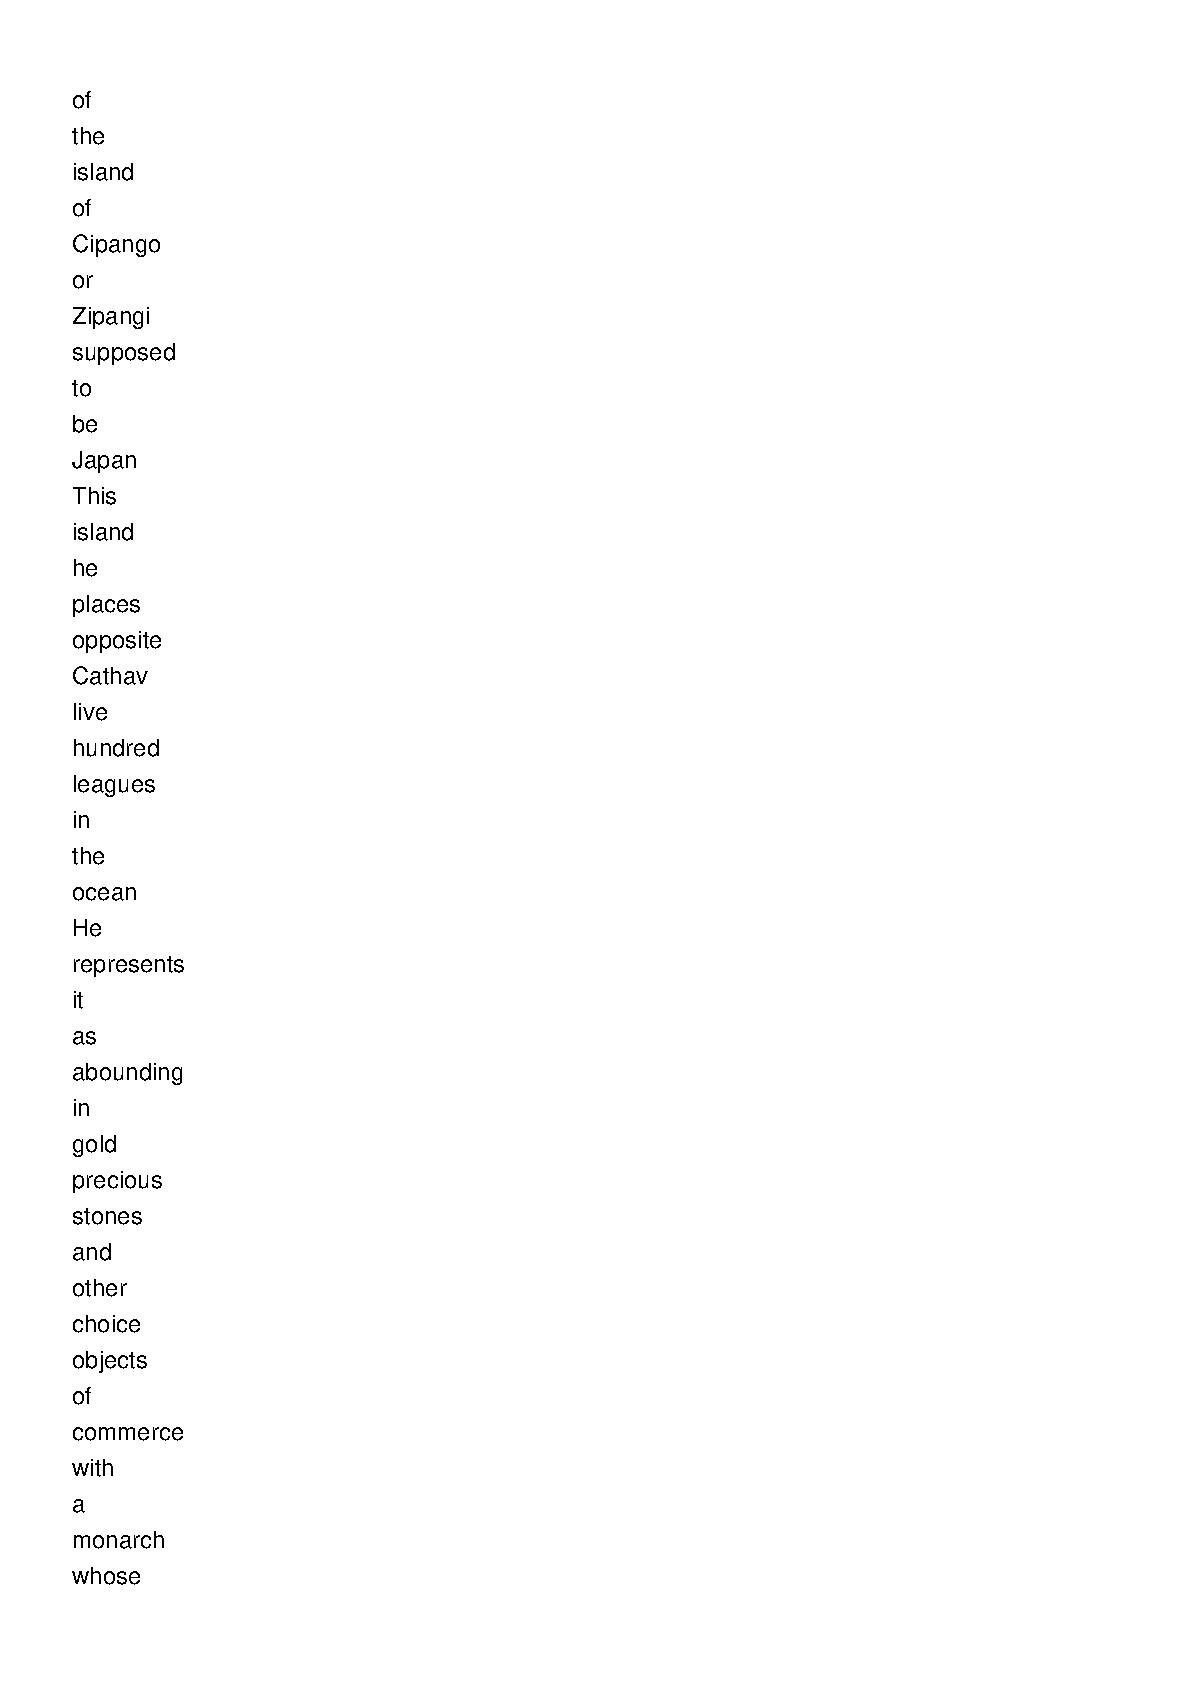 of
the
island
of
Cipango
or
Zipangi
supposed
to
be
Japan
This
island
he
places
opposite
Cathav
live
hundred
leagues
in
the
ocean
He
represents
it
as
abounding
in
gold
precious
stones
and
other
choice
objects
of
commerce
with
a
monarch
whose